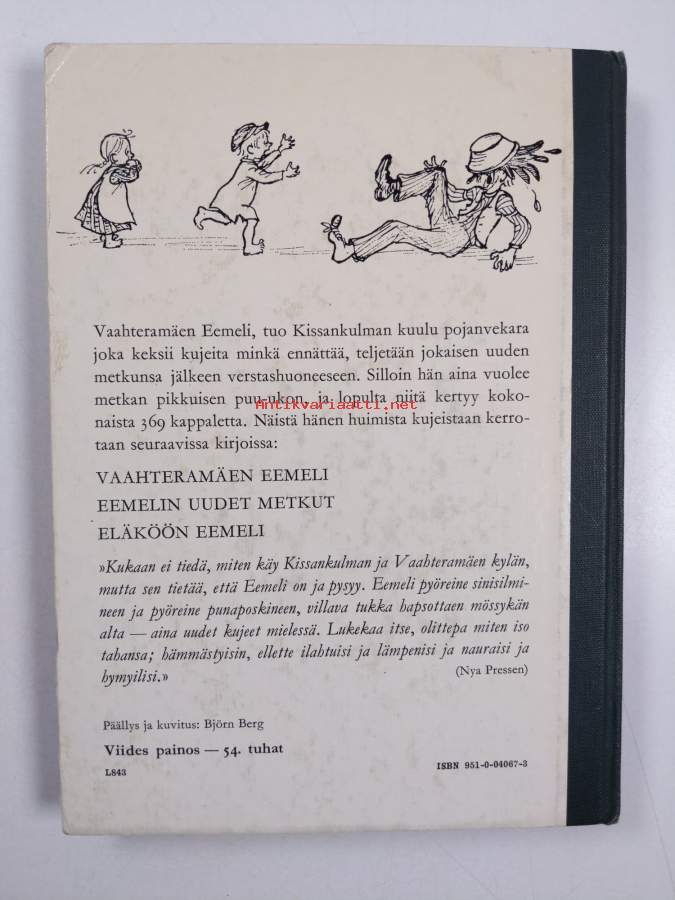 Vaahteramäen Eemeli, tuo Kissankulman kuulu pojanvekara
joka keksii kujeita minkä ennättää, teljetään jokaisen uuden
metkunsa jälkeen verstashuoneeseen. Silloin hän aina vuolee
metkan pikkuisen puu-ukon, ja lopulta niitä kertyy koko-
Antikvariaatti.net
naista 369 kappaletta. Näistä hänen huimista kujeistaan kerro-
taan seuraavissa kirjoissa:
VAAHTERAMÄEN EEMELI
EEMELIN UUDET METKUT
ELÄKÖÖN EEMELI
»Kukaan ei tiedä, miten käy Kissankulman ja Vaahteramäen kylän,
mutta sen tietää, että Eemeli on ja pysyy. Eemeli pyöreine sinisilmi-
neen ja pyöreine punaposkineen, villava tukka hapsottaen mössykän
alta — aina uudet kujeet mielessä. Lukekaa itse, olittepa miten iso
tahansa; hämmästyisin, ellette ilahtuisi ja lämpenisi ja nauraisi ja
hymyilisi.» (Nya Pressen)
Päällys ja kuvitus: Björn Berg
Viides painos — 54. tuhat
L843 ISBN 951-0-04067-3